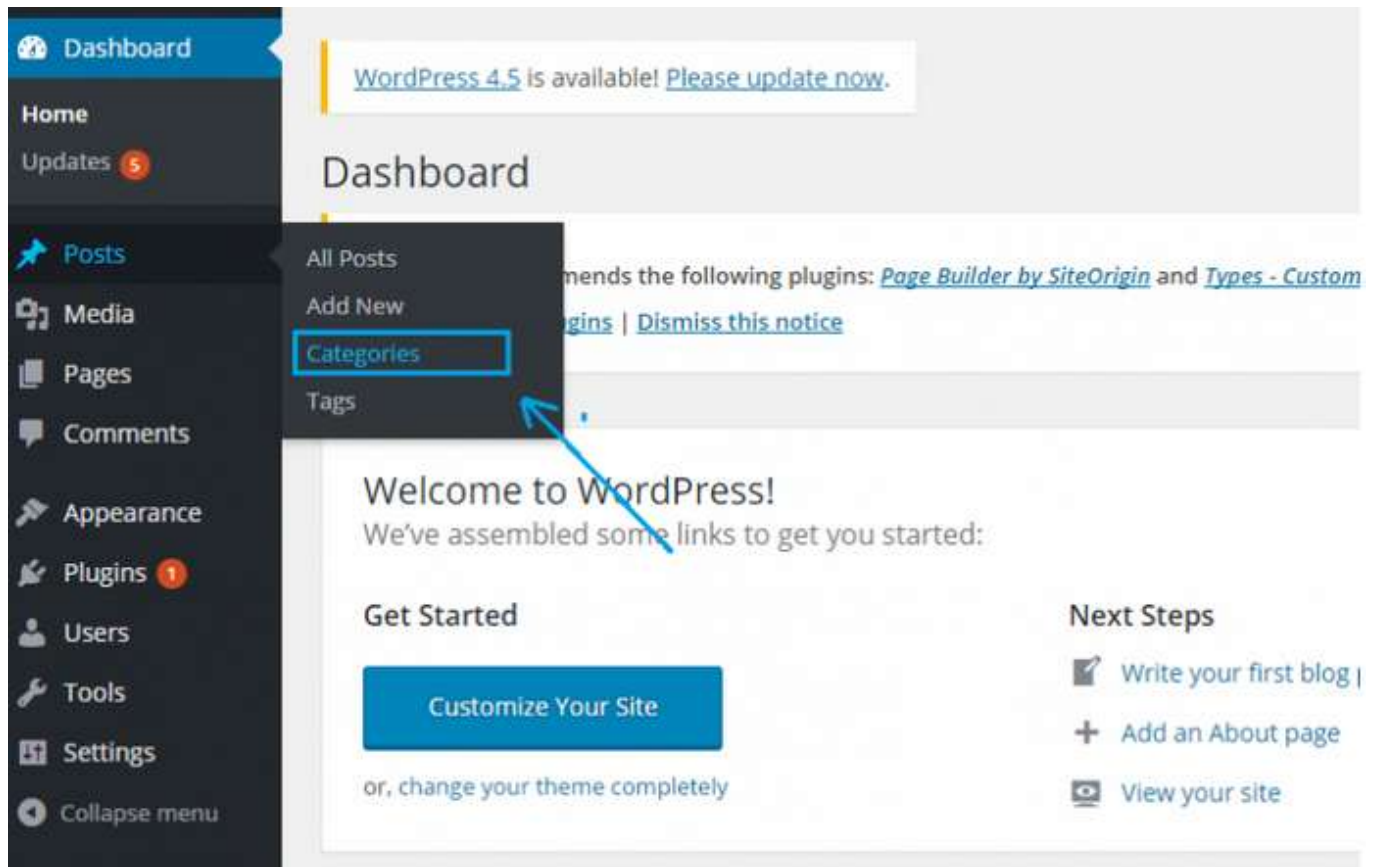 Dashboard
Home
Updates 5
Posts
Media
Pages
Comments
Appearance
Plugins 1
Users
Tools
Settings
Collapse menu
All Posts
Add New
Categories
Tags
WordPress 4.5 is available! Please update now.
Dashboard
mends the following plugins: Page Builder by SiteOrigin and Types - Custom
gins | Dismiss this notice
Welcome to WordPress!
We've assembled some links to get you started:
Get Started
Customize Your Site
or, change your theme completely
Next Steps
Write your first blog
Add an About page
View your site